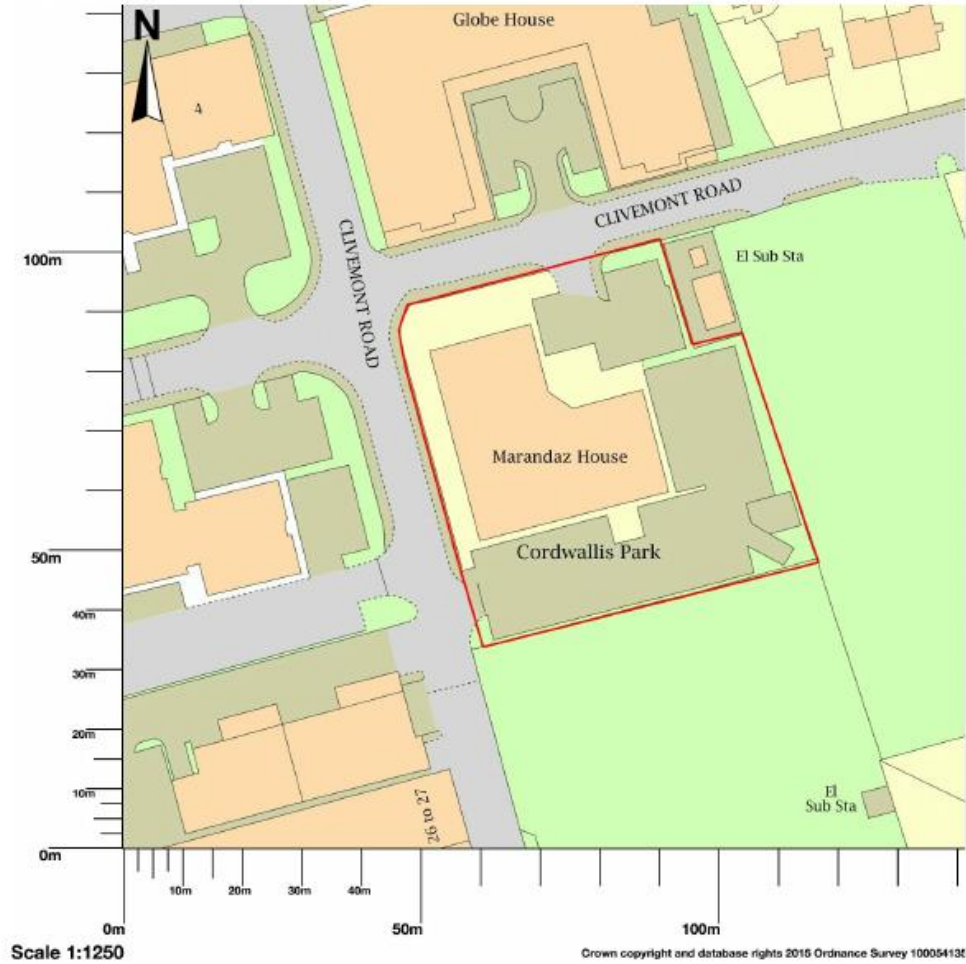 Globe House
N
4
CLIVEMONT ROAD
CLIVEMONT ROAD
100m
El Sub Sta
Marandaz House
50m
Cordwallis Park
40m
30m
20m
10m
El
Sub Sta
26 to 27
0m
10m
20m
30m
40m
0m
50m
100m
Scale 1:1250
Crown copyright and database rights 2015 Ordnance Survey 100054135